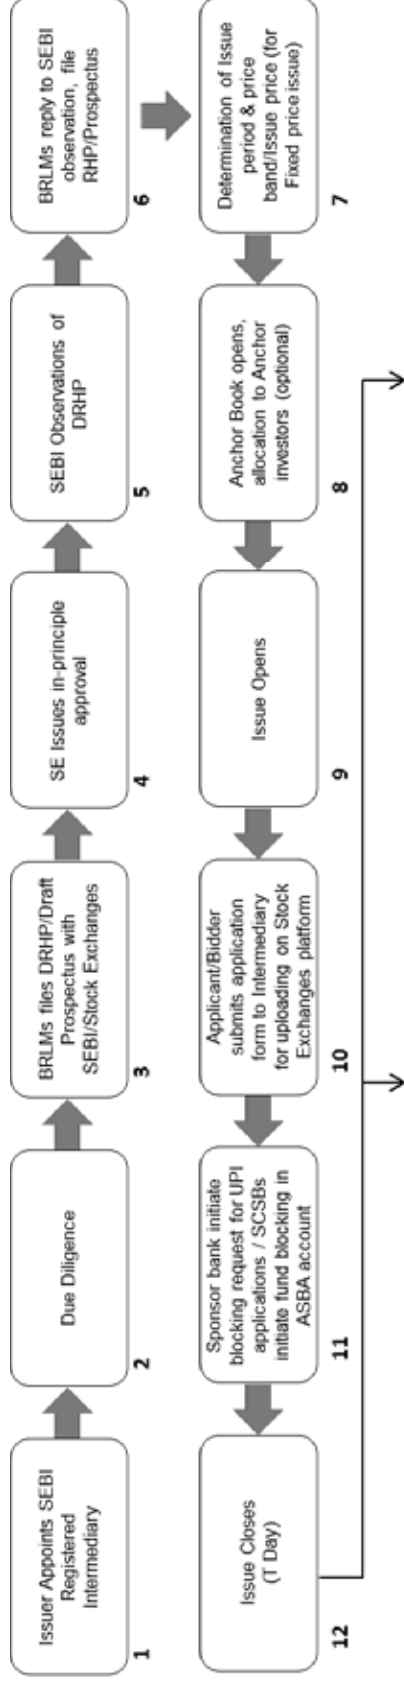 Issuer Appoints SEBI
Registered
Intermediary
1
Due Diligence
2
BRLMs files DRHP/Draft
Prospectus with
SEBI/Stock Exchanges
3
SE Issues in-principle
approval
4
SEBI Observations of
DRHP
5
BRLMs reply to SEBI
observation, file
RHP/Prospectus
6
Determination of Issue
period & price
band/Issue price (for
Fixed price issue)
7
Anchor Book opens,
allocation to Anchor
investors (optional)
8
Issue Opens
9
Applicant/Bidder
submits application
form to Intermediary
for uploading on Stock
Exchanges platform
10
Sponsor bank initiate
blocking request for UPI
applications / SCSBs
initiate fund blocking in
ASBA account
11
Issue Closes
(T Day)
12